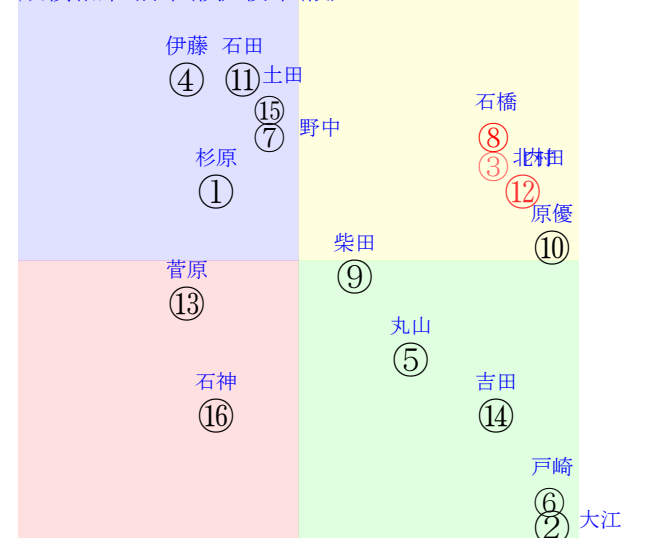 伊藤 石田
④ ⑪ 土田
⑮
⑦ 野中
石橋
⑧
③ 北村
⑫
杉原
①
原優
⑩
柴田
⑨
菅原
⑬
丸山
⑤
石神
⑯
吉田
⑭
戸崎
⑥
② 大江